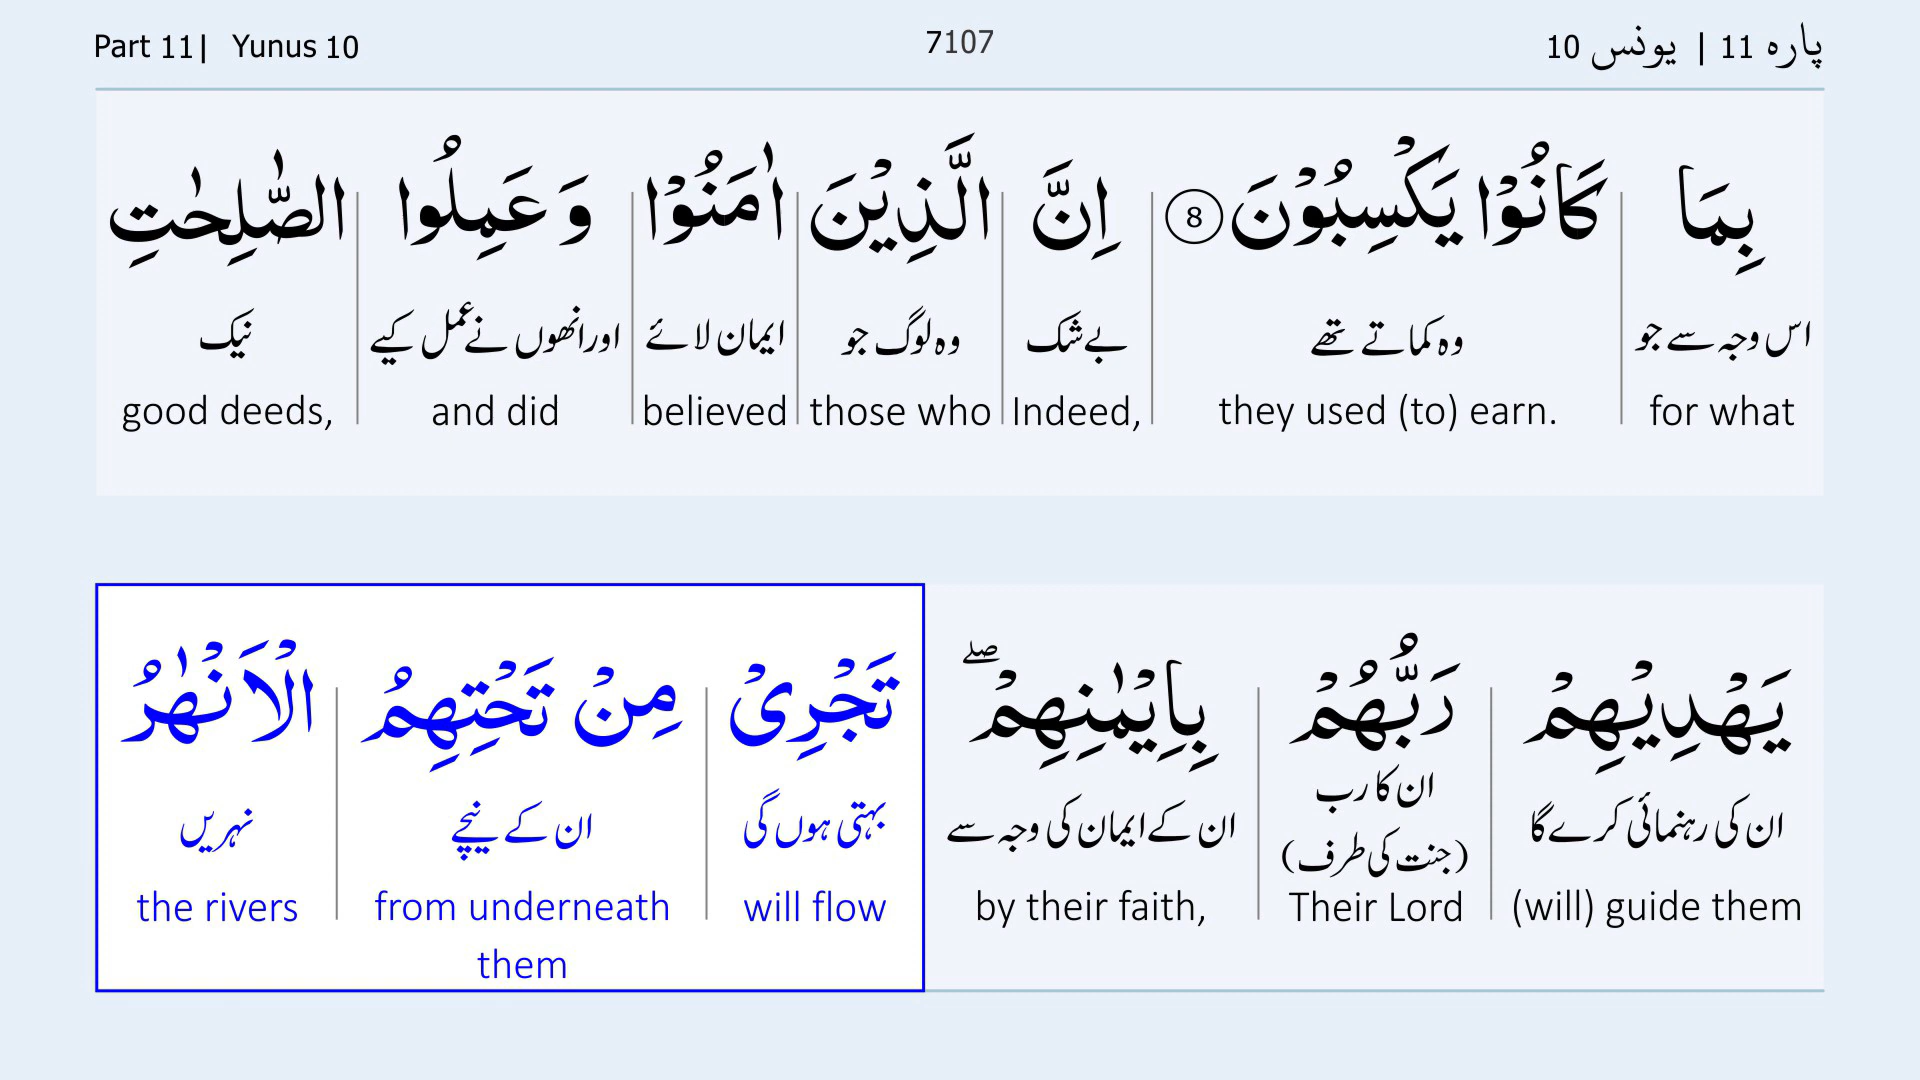 Part 11| Yunus 10
7107
پارہ 11 | یونس 10
بِمَا كَانُوْا يَكْسِبُوْنَ ⑧ اِنَّ الَّذِيْنَ اٰمَنُوْا وَ عَمِلُوا الصّٰلِحٰتِ
اس وجہ سے جو وہ کماتے تھے بے شک وہ لوگ جو ایمان لائے اور انھوں نے عمل کیے نیک
for what they used (to) earn. Indeed, those who believed and did good deeds,
يَهْدِيْهِمْ رَبُّهُمْ بِاِيْمٰنِهِمْ ۖ تَجْرِىْ مِنْ تَحْتِهِمُ الْاَنْهٰرُ
ان کی رہنمائی کرے گا ان کا رب (جنت کی طرف) ان کے ایمان کی وجہ سے بہتی ہوں گی ان کے نیچے نہریں
(will) guide them Their Lord by their faith, will flow from underneath them the rivers